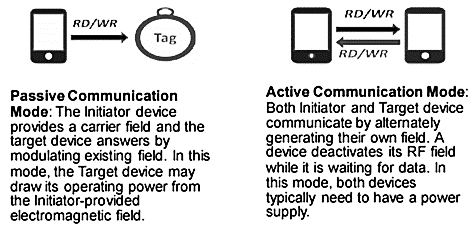 RD/WR
Tag
Passive Communication
Mode: The Initiator device
provides a carrier field and the
target device answers by
modulating existing field. In this
mode, the Target device may
draw its operating power from
the Initiator-provided
electromagnetic field.
RD/WR
RD/WR
Active Communication Mode:
Both Initiator and Target device
communicate by alternately
generating their own field. A
device deactivates its RF field
while it is waiting for data. In
this mode, both devices
typically need to have a power
supply.